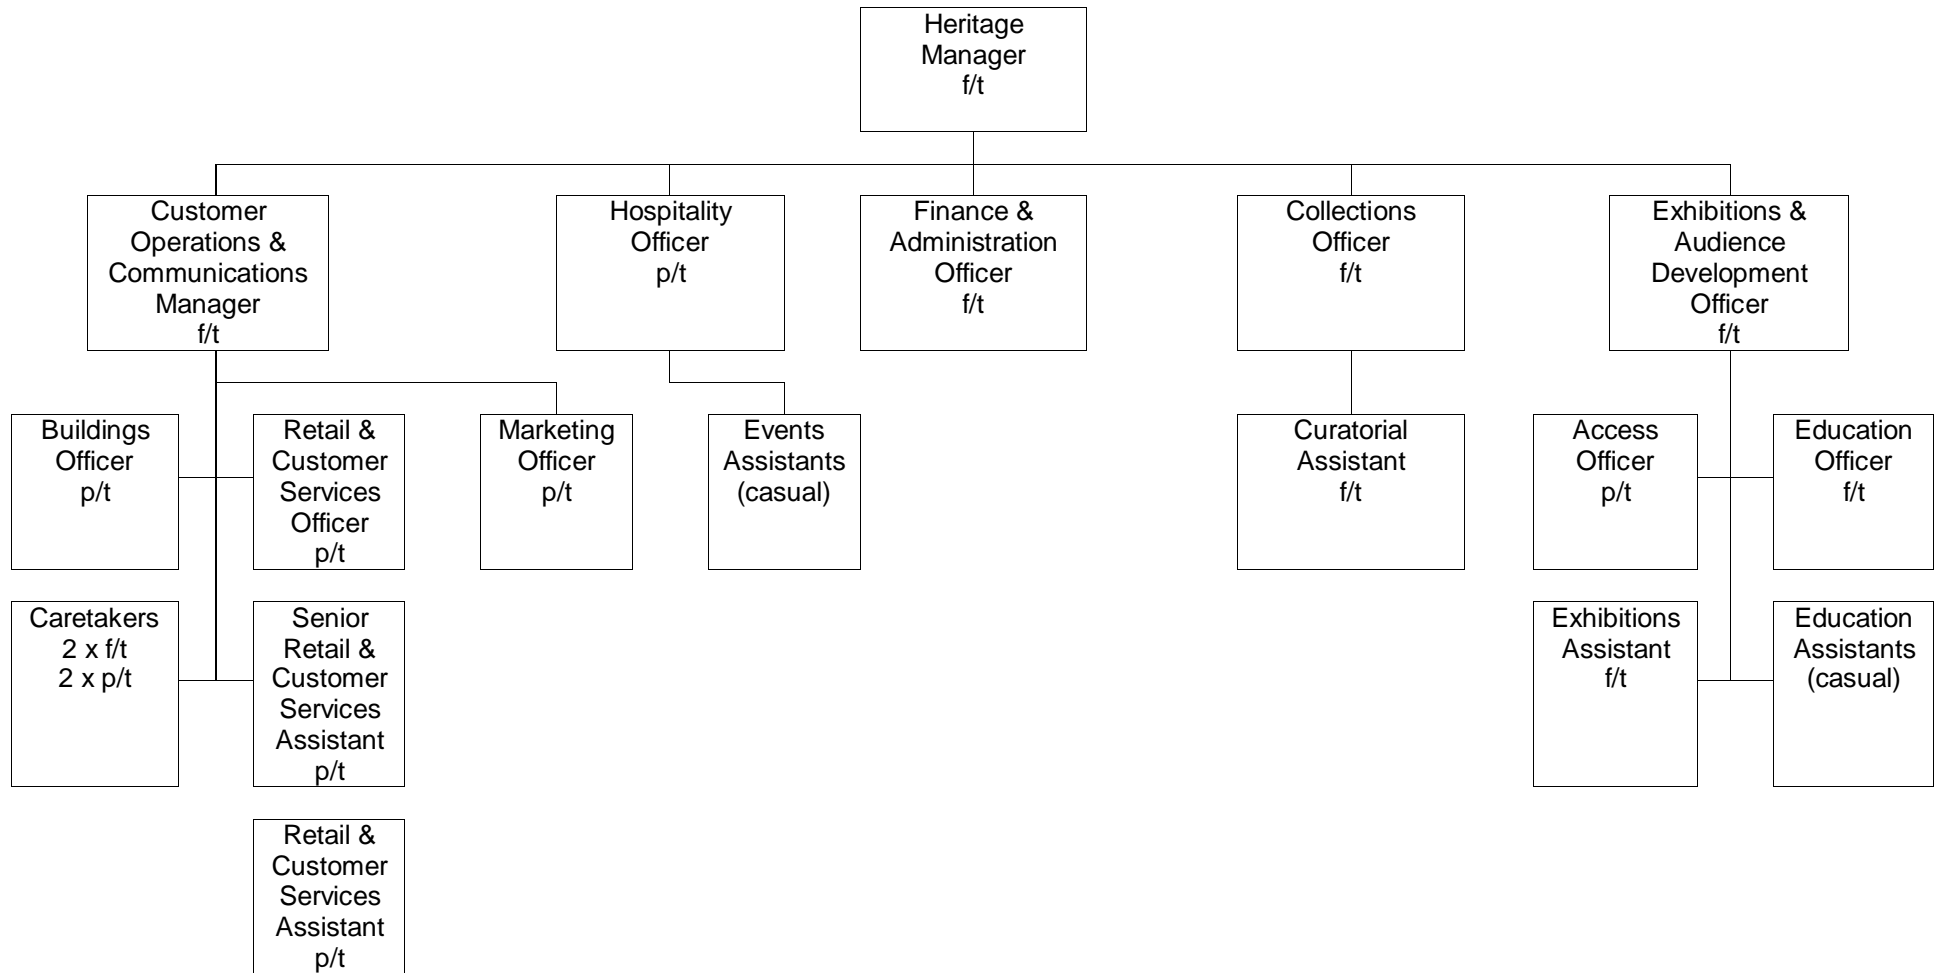 Heritage
Manager
f/t
Customer
Operations &
Communications
Manager
f/t
Hospitality
Officer
p/t
Finance &
Administration
Officer
f/t
Collections
Officer
f/t
Exhibitions &
Audience
Development
Officer
f/t
Buildings
Officer
p/t
Retail &
Customer
Services
Officer
p/t
Marketing
Officer
p/t
Events
Assistants
(casual)
Curatorial
Assistant
f/t
Access
Officer
p/t
Education
Officer
f/t
Caretakers
2 x f/t
2 x p/t
Senior
Retail &
Customer
Services
Assistant
p/t
Exhibitions
Assistant
f/t
Education
Assistants
(casual)
Retail &
Customer
Services
Assistant
p/t